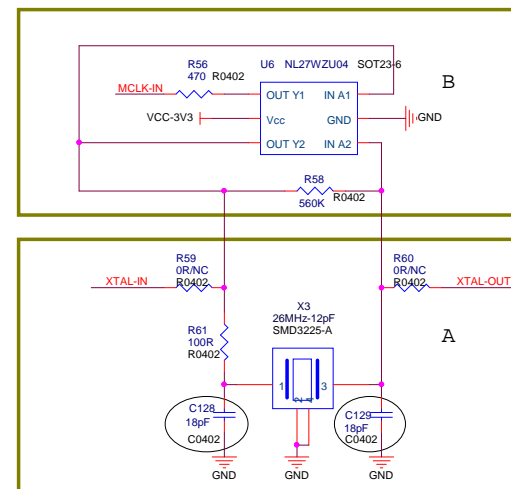 U6 NL27WZU04 SOT23-6
R56
470 R0402
MCLK-IN
OUT Y1 IN A1
VCC-3V3
Vcc GND
GND
OUT Y2 IN A2
B
R58
560K R0402
R59
0R/NC
R0402
XTAL-IN
R60
0R/NC
R0402
XTAL-OUT
X3
26MHz-12pF
SMD3225-A
R61
100R
R0402
A
1 2 4 3
C128
18pF
C0402
C129
18pF
C0402
GND GND GND